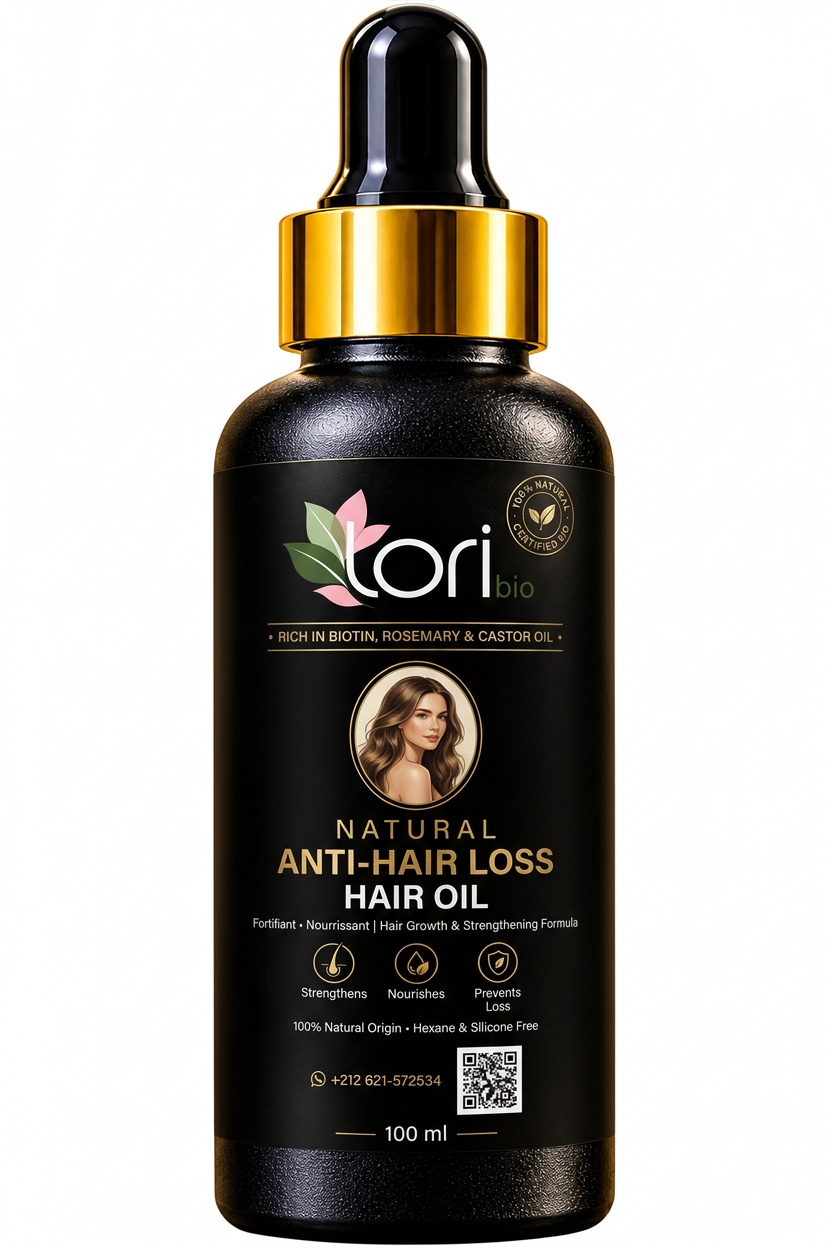 tori bio
100% NATURAL
CERTIFIED BIO
• RICH IN BIOTIN, ROSEMARY & CASTOR OIL •
NATURAL
ANTI-HAIR LOSS
HAIR OIL
Fortifiant • Nourrissant | Hair Growth & Strengthening Formula
Strengthens Nourishes Prevents
Loss
100% Natural Origin • Hexane & SIlicone Free
+212 621-572534
100 ml